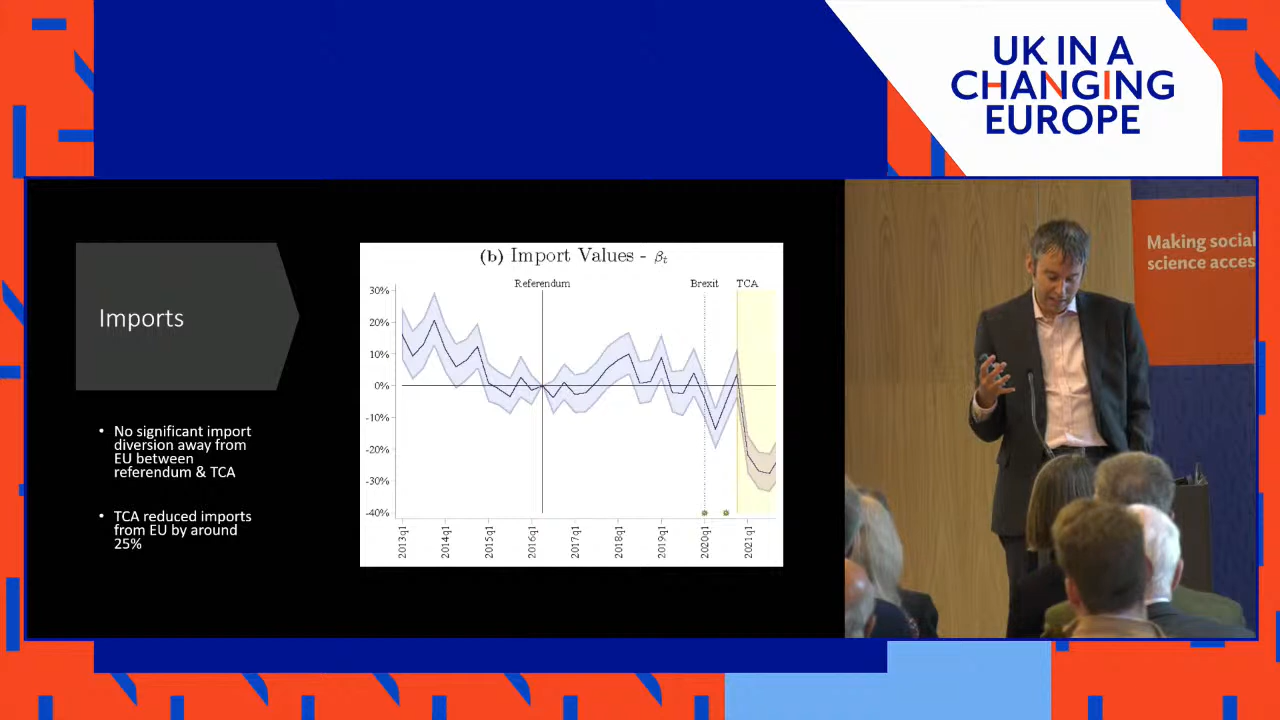 UK IN A
CHANGING
EUROPE
Imports
• No significant import
diversion away from
EU between
referendum & TCA
• TCA reduced imports
from EU by around
25%
(b) Import Values - βt
Referendum
Brexit
TCA
30%
20%
10%
0%
-10%
-20%
-30%
-40%
2013q1
2014q1
2015q1
2016q1
2017q1
2018q1
2019q1
2020q1
2021q1
Making social
science acces